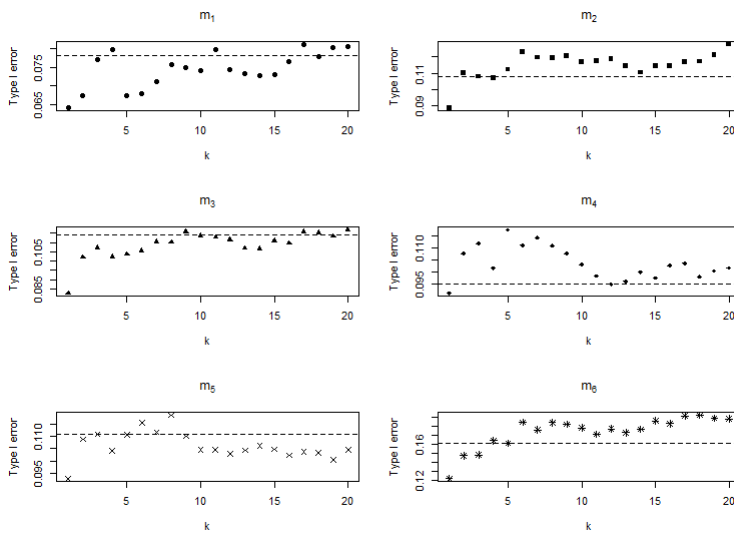 m1
Type I error
0.065 0.075
5 10 15 20
k
m2
Type I error
0.09 0.11
5 10 15 20
k
m3
Type I error
0.085 0.105
5 10 15 20
k
m4
Type I error
0.095 0.110
5 10 15 20
k
m5
Type I error
0.095 0.110
5 10 15 20
k
m6
Type I error
0.12 0.16
5 10 15 20
k